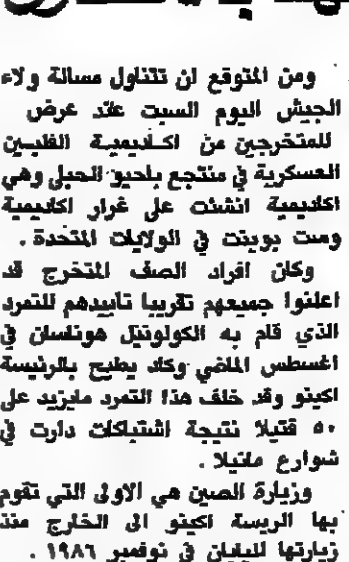 ومن المتوقع ان تتناول مسالة ولاء
الجيش اليوم السبت عند عرض
للمتخرجين من اكاديمية الفلبين
العسكرية في منتجع باحيو الجبلي وهي
اكاديمية انشئت على غرار اكاديمية
وست بوينت في الولايات المتحدة .
وكان افراد الصف المتخرج قد
اعلنوا جميعهم تقريبا تاييدهم للتمرد
الذي قام به الكولونيل هوناسان في
اغسطس الماضي وكاد يطيح بالرئيسة
اكينو وقد خلف هذا التمرد مايزيد على
٥٠ قتيلا نتيجة اشتباكات دارت في
شوارع مانيلا .
وزيارة الصين هي الاولى التي تقوم
بها الريسة اكينو الى الخارج منذ
زيارتها لليابان في نوفمبر ١٩٨٦ .